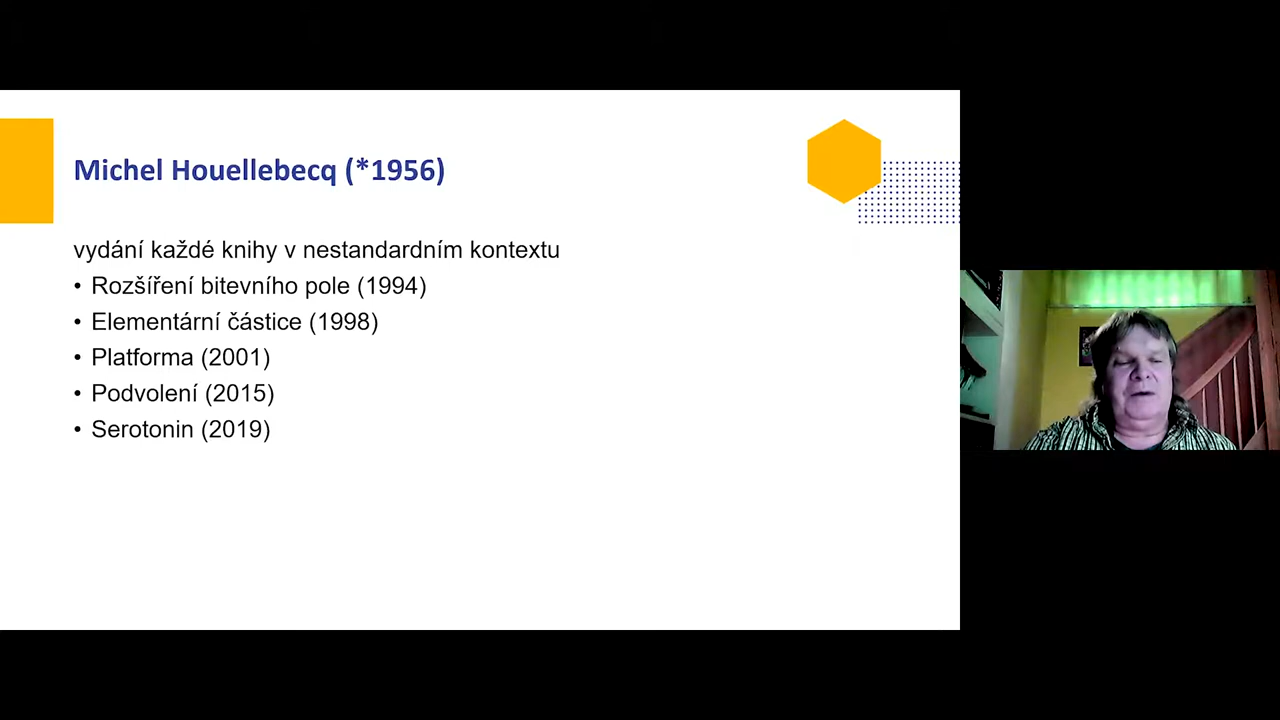 Michel Houellebecq (*1956)
vydání každé knihy v nestandardním kontextu
• Rozšíření bitevního pole (1994)
• Elementární částice (1998)
• Platforma (2001)
• Podvolení (2015)
• Serotonin (2019)